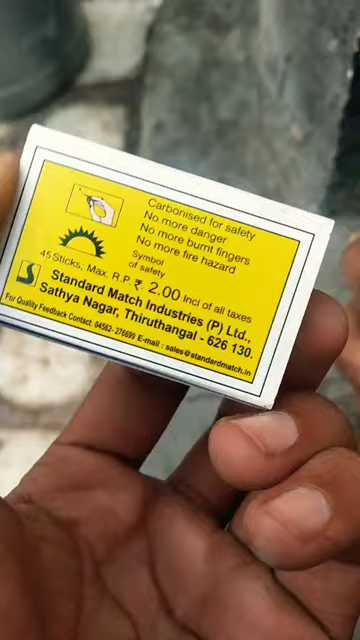 Carbonised for safety
No more danger
No more burnt fingers
No more fire hazard
Symbol
of safety
45 Sticks, Max. R.P. ₹ 2.00 Incl of all taxes
Standard Match Industries (P) Ltd.,
Sathya Nagar, Thiruthangal - 626 130.
For Quality Feedback Contact: 04562- 276699 E-mail : sales@standardmatch.in